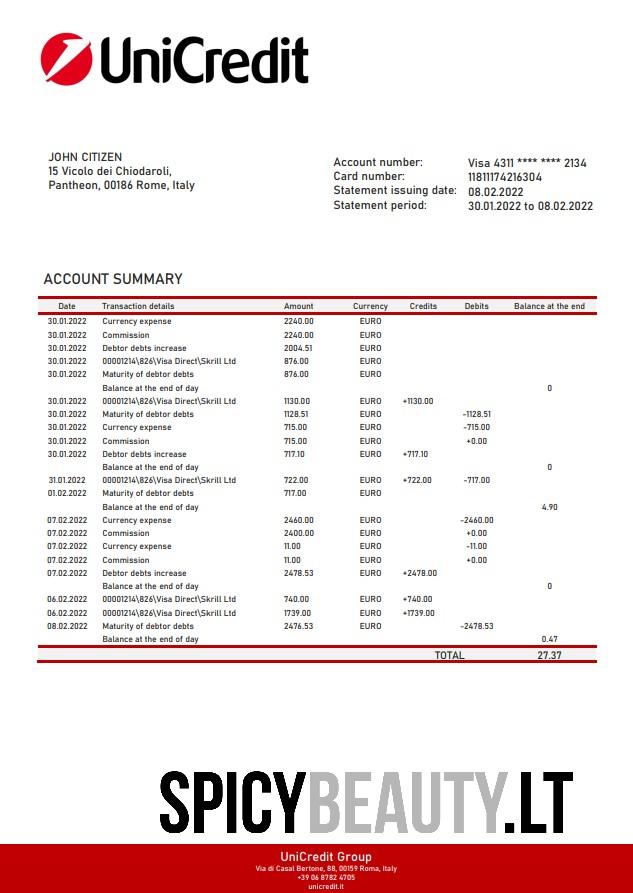 UniCredit
JOHN CITIZEN
15 Vicolo dei Chiodaroli,
Pantheon, 00186 Rome, Italy
Account number: Visa 4311 **** **** 2134
Card number: 11811174216304
Statement issuing date: 08.02.2022
Statement period: 30.01.2022 to 08.02.2022
ACCOUNT SUMMARY
Date Transaction details Amount Currency Credits Debits Balance at the end
30.01.2022 Currency expense 2240.00 EURO
30.01.2022 Commission 2240.00 EURO
30.01.2022 Debtor debts increase 2004.51 EURO
30.01.2022 00001214\826\Visa Direct\Skrill Ltd 876.00 EURO
30.01.2022 Maturity of debtor debts 876.00 EURO
Balance at the end of day 0
30.01.2022 00001214\826\Visa Direct\Skrill Ltd 1130.00 EURO +1130.00
30.01.2022 Maturity of debtor debts 1128.51 EURO -1128.51
30.01.2022 Currency expense 715.00 EURO -715.00
30.01.2022 Commission 715.00 EURO +0.00
30.01.2022 Debtor debts increase 717.10 EURO +717.10
Balance at the end of day 0
31.01.2022 00001214\826\Visa Direct\Skrill Ltd 722.00 EURO +722.00 -717.00
01.02.2022 Maturity of debtor debts 717.00 EURO
Balance at the end of day 4.90
07.02.2022 Currency expense 2460.00 EURO -2460.00
07.02.2022 Commission 2400.00 EURO +0.00
07.02.2022 Currency expense 11.00 EURO -11.00
07.02.2022 Commission 11.00 EURO +0.00
07.02.2022 Debtor debts increase 2478.53 EURO +2478.00
Balance at the end of day 0
06.02.2022 00001214\826\Visa Direct\Skrill Ltd 740.00 EURO +740.00
06.02.2022 00001214\826\Visa Direct\Skrill Ltd 1739.00 EURO +1739.00
08.02.2022 Maturity of debtor debts 2476.53 EURO -2478.53
Balance at the end of day 0.47
TOTAL 27.37
SPICYBEAUTY.LT
UniCredit Group
Via di Casal Bertone, 88, 00159 Roma, Italy
+39 06 8782 4705
unicredit.it